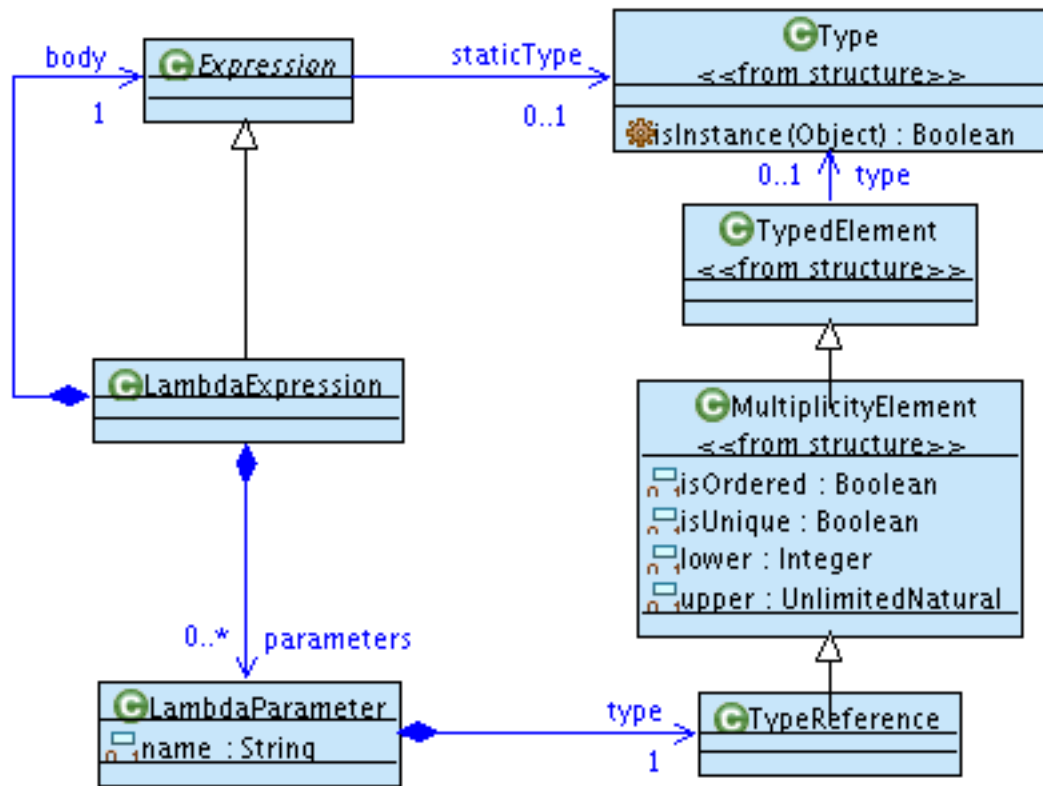 body
1
Expression
staticType
0..1
Type
<<from structure>>
isInstance(Object) : Boolean
0..1 type
TypedElement
<<from structure>>
LambdaExpression
MultiplicityElement
<<from structure>>
isOrdered : Boolean
isUnique : Boolean
lower : Integer
upper : UnlimitedNatural
0..* parameters
LambdaParameter
name : String
type
1
TypeReference